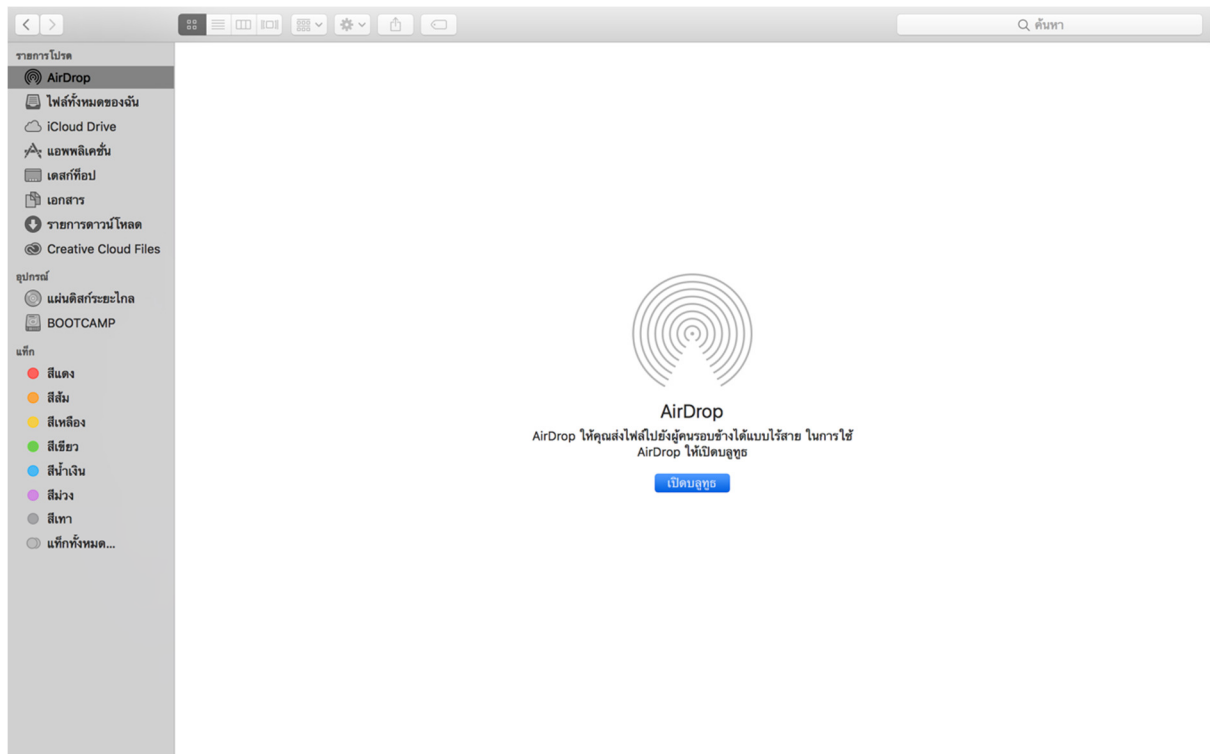 ค้นหา
รายการโปรด
AirDrop
ไฟล์ทั้งหมดของฉัน
iCloud Drive
แอพพลิเคชั่น
เดสก์ท็อป
เอกสาร
รายการดาวน์โหลด
Creative Cloud Files
อุปกรณ์
แผ่นดิสก์ระยะไกล
BOOTCAMP
แท็ก
สีแดง
สีส้ม
สีเหลือง
สีเขียว
สีน้ำเงิน
สีม่วง
สีเทา
แท็กทั้งหมด...
AirDrop
AirDrop ให้คุณส่งไฟล์ไปยังผู้คนรอบข้างได้แบบไร้สาย ในการใช้
AirDrop ให้เปิดบลูทูธ
เปิดบลูทูธ